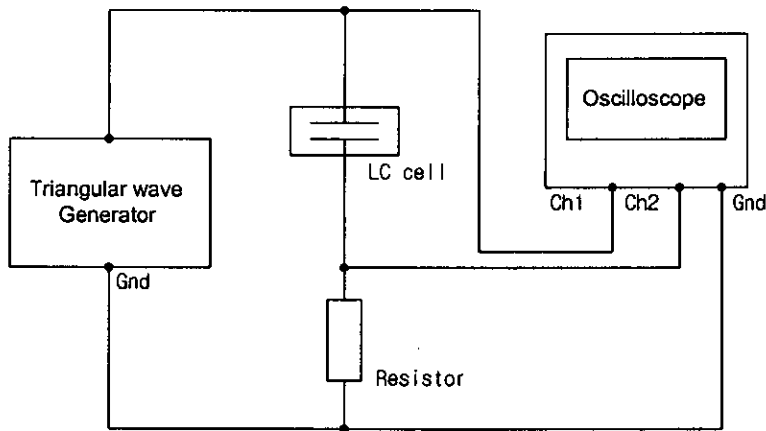 Oscilloscope
LC cell
Triangular wave
Generator
Ch1
Ch2
Gnd
Gnd
Resistor